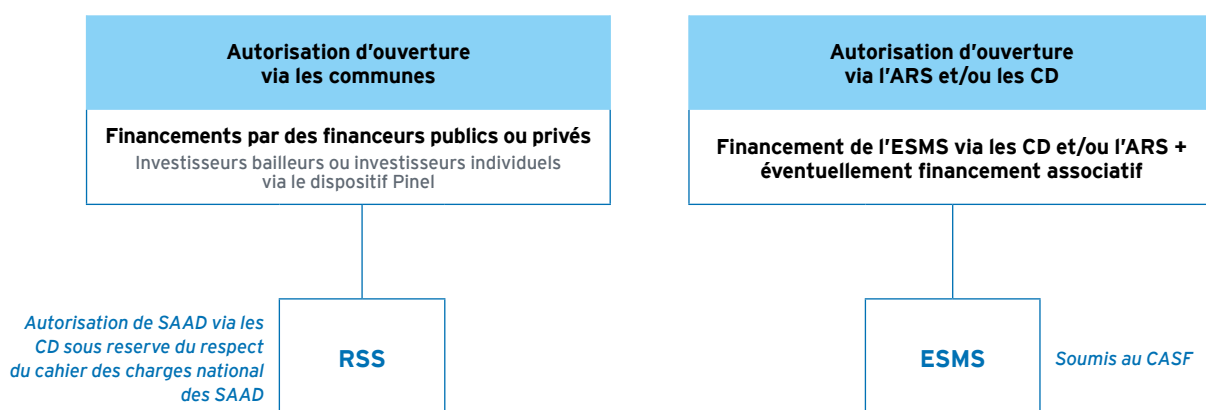 Autorisation d'ouverture
via les communes
Financements par des financeurs publics ou privés
Investisseurs bailleurs ou investisseurs individuels
via le dispositif Pinel
Autorisation d'ouverture
via l'ARS et/ou les CD
Financement de l'ESMS via les CD et/ou l'ARS +
éventuellement financement associatif
Autorisation de SAAD via les
CD sous reserve du respect
du cahier des charges national
des SAAD
RSS
ESMS
Soumis au CASF